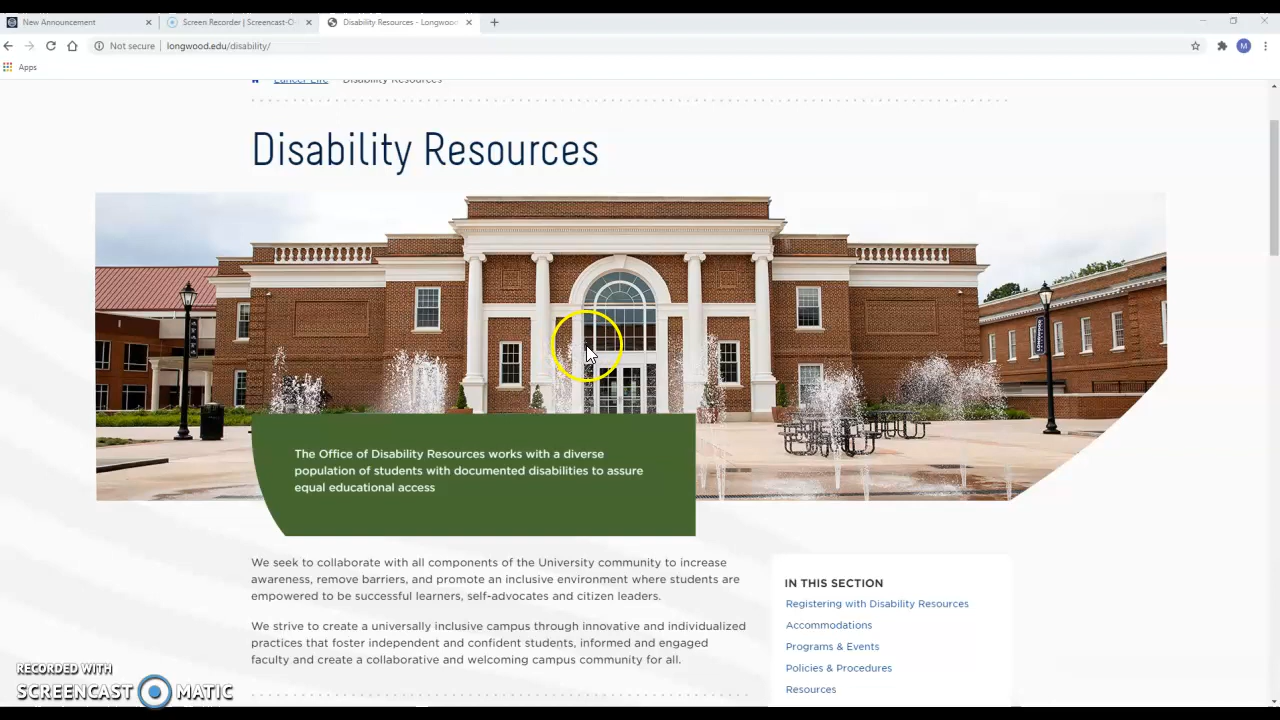 New Announcement
Screen Recorder | Screencast-O-
Disability Resources - Longwood
Not secure
longwood.edu/disability/
M
Apps
Lancer Life
Disability Resources
Disability Resources
LONGWOOD
The Office of Disability Resources works with a diverse
population of students with documented disabilities to assure
equal educational access
We seek to collaborate with all components of the University community to increase
awareness, remove barriers, and promote an inclusive environment where students are
empowered to be successful learners, self-advocates and citizen leaders.
We strive to create a universally inclusive campus through innovative and individualized
practices that foster independent and confident students, informed and engaged
faculty and create a collaborative and welcoming campus community for all.
IN THIS SECTION
Registering with Disability Resources
Accommodations
Programs & Events
Policies & Procedures
Resources
RECORDED WITH
SCREENCAST MATIC